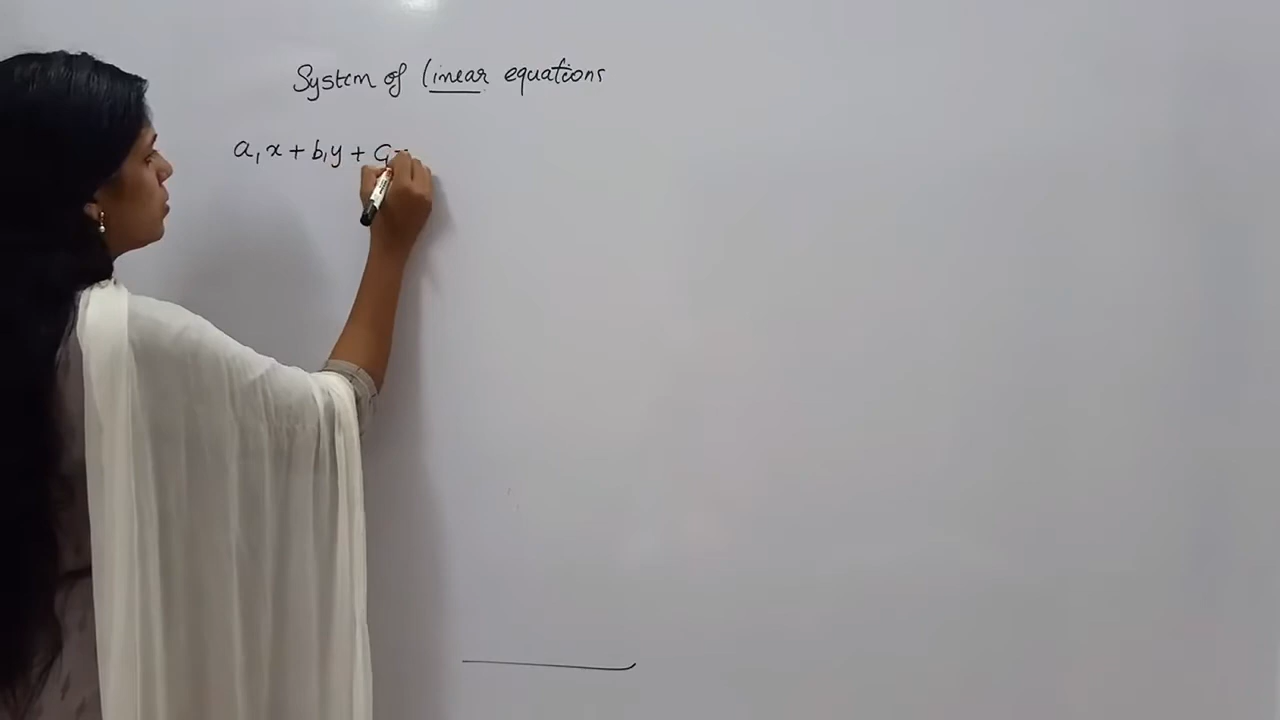 System of linear equations
a₁x + b₁y + c₁